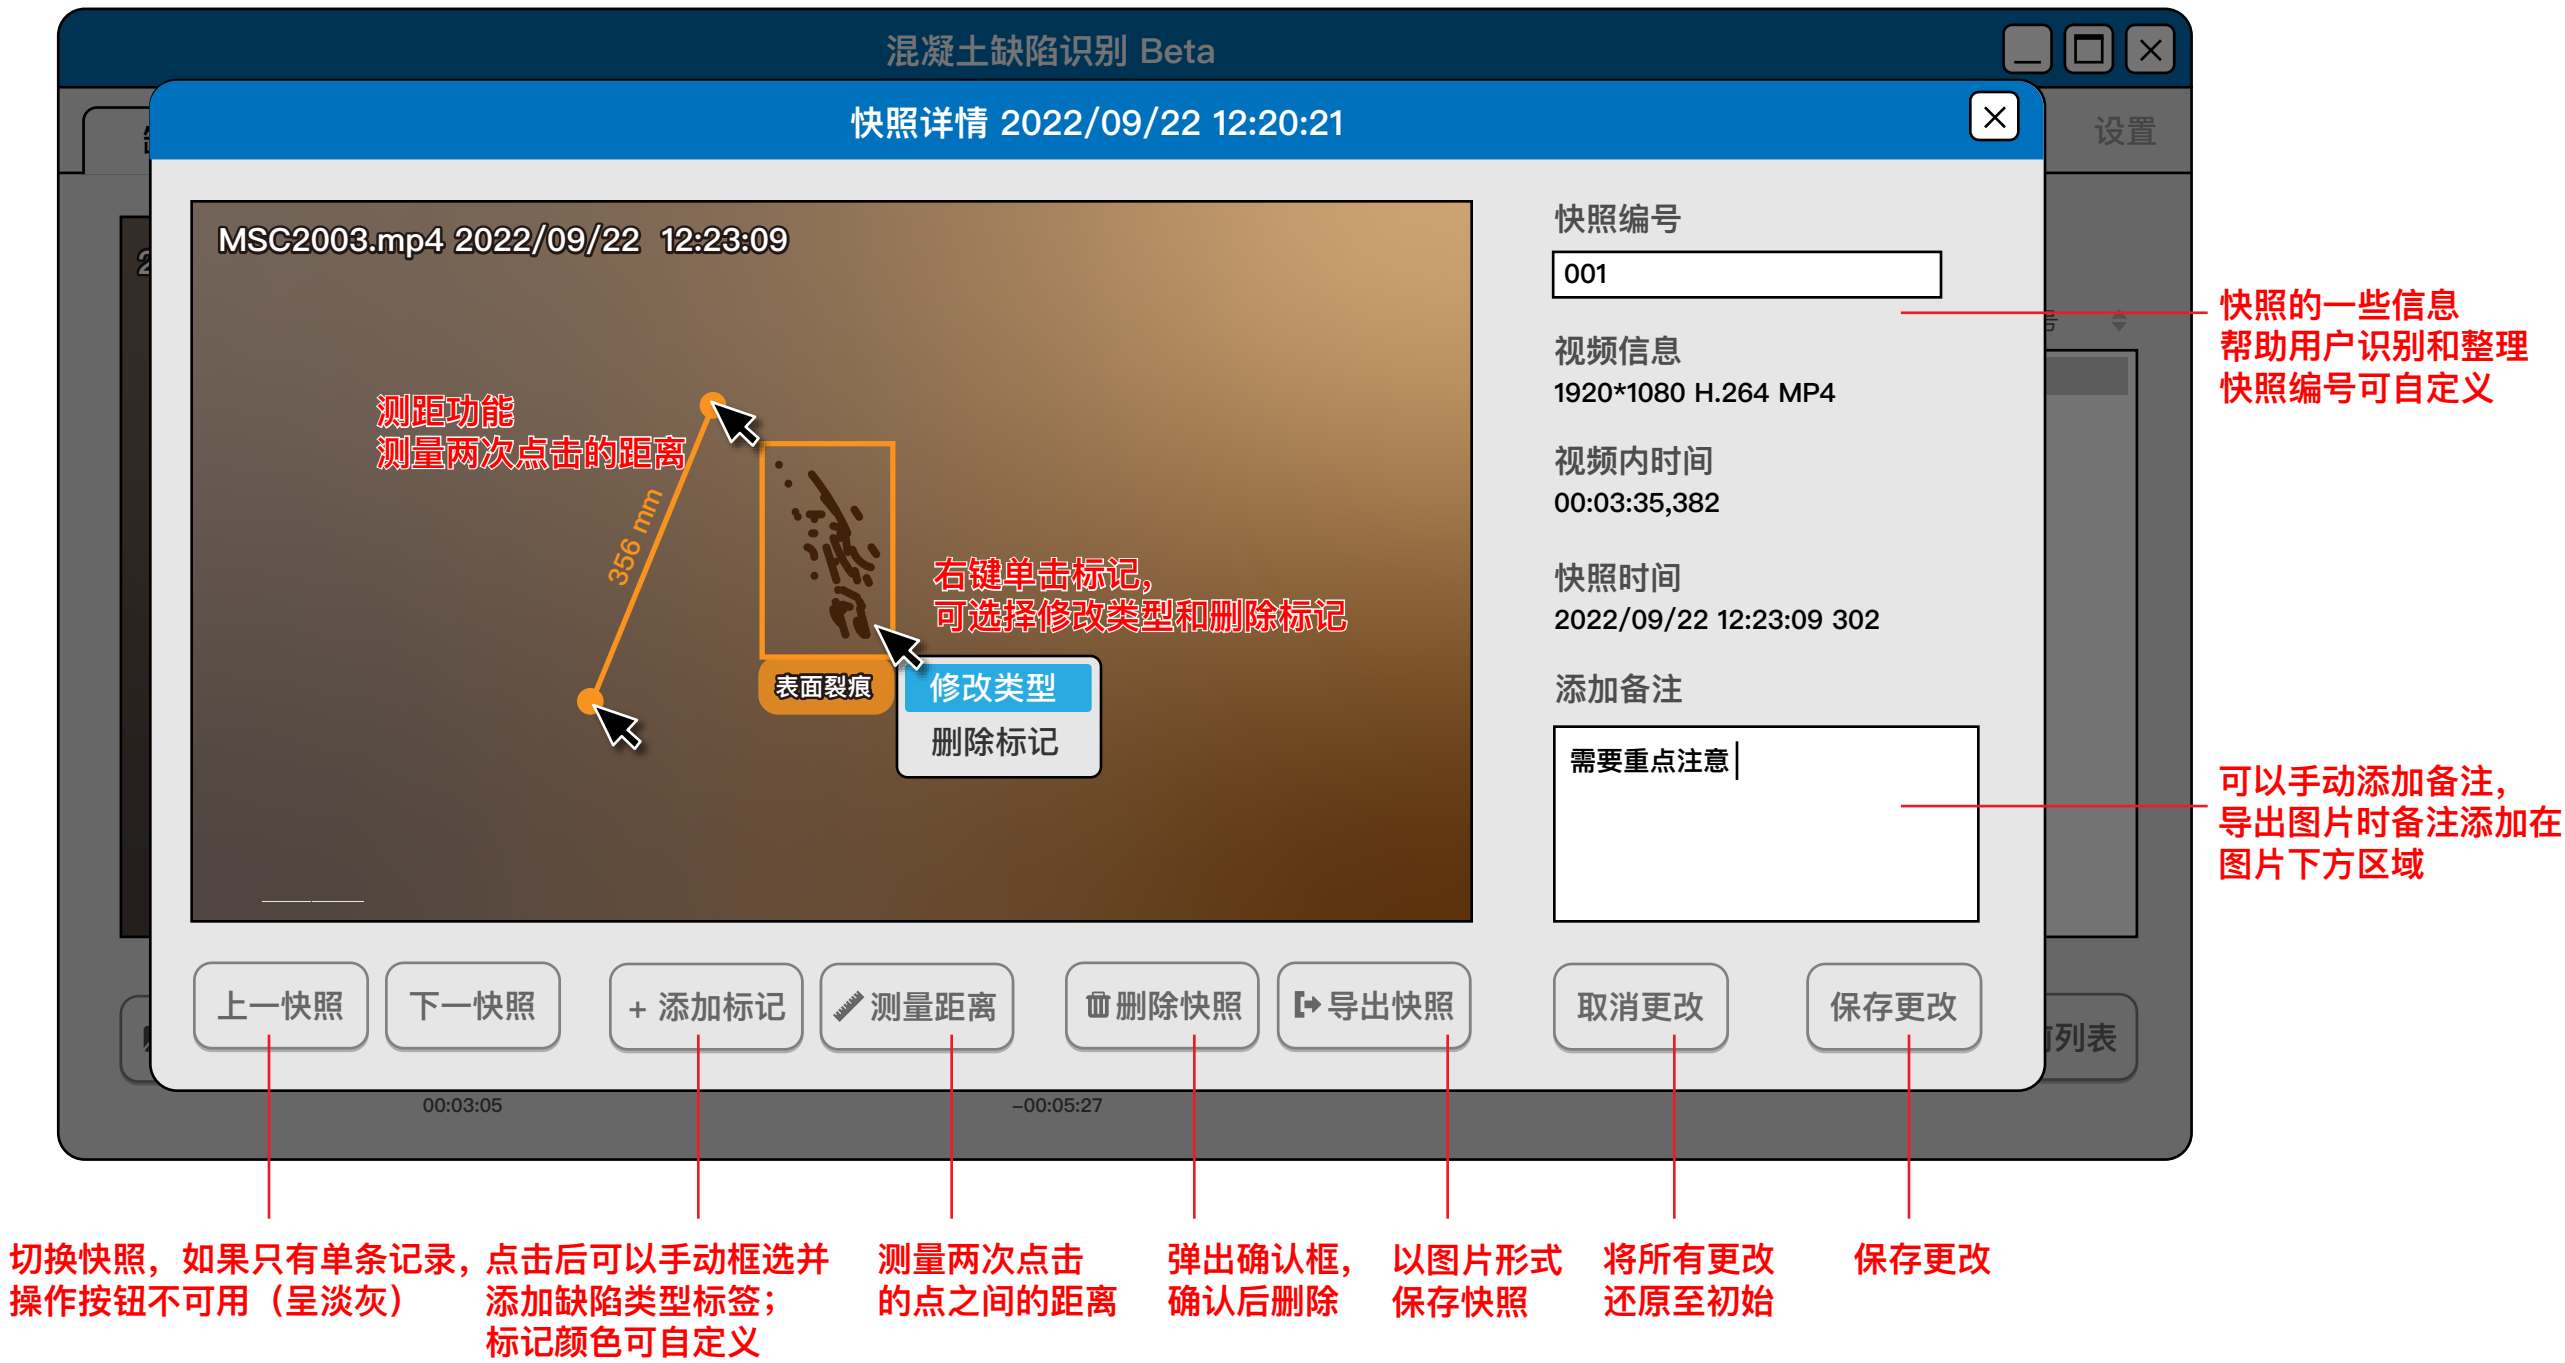 混凝土缺陷识别 Beta
快照详情 2022/09/22 12:20:21
设置
MSC2003.mp4 2022/09/22 12:23:09
测距功能
测量两次点击的距离
356 mm
右键单击标记，
可选择修改类型和删除标记
表面裂痕
修改类型
删除标记
快照编号
001
视频信息
1920*1080 H.264 MP4
视频内时间
00:03:35,382
快照时间
2022/09/22 12:23:09 302
添加备注
需要重点注意
号
快照的一些信息
帮助用户识别和整理
快照编号可自定义
可以手动添加备注，
导出图片时备注添加在
图片下方区域
上一快照
下一快照
+ 添加标记
测量距离
删除快照
导出快照
取消更改
保存更改
列表
00:03:05
-00:05:27
切换快照，如果只有单条记录，
操作按钮不可用（呈淡灰）
点击后可以手动框选并
添加缺陷类型标签；
标记颜色可自定义
测量两次点击
的点之间的距离
弹出确认框，
确认后删除
以图片形式
保存快照
将所有更改
还原至初始
保存更改